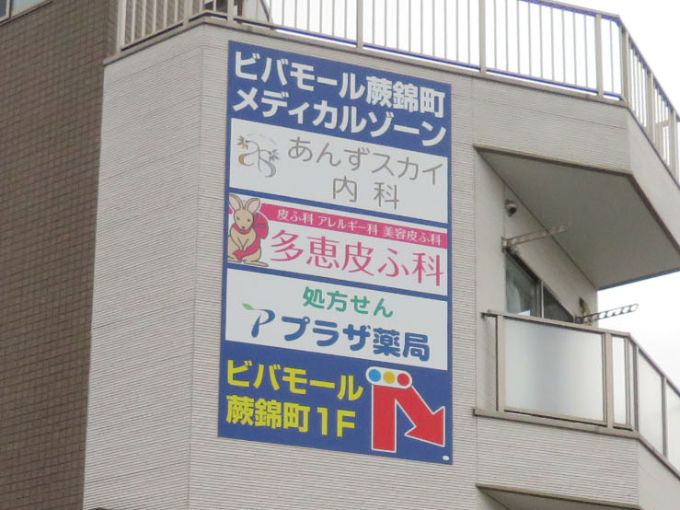 ビバモール蕨錦町
メディカルゾーン
あんずスカイ
内科
皮ふ科 アレルギー科 美容皮ふ科
多恵皮ふ科
処方せん
プラザ薬局
ビバモール
蕨錦町1F